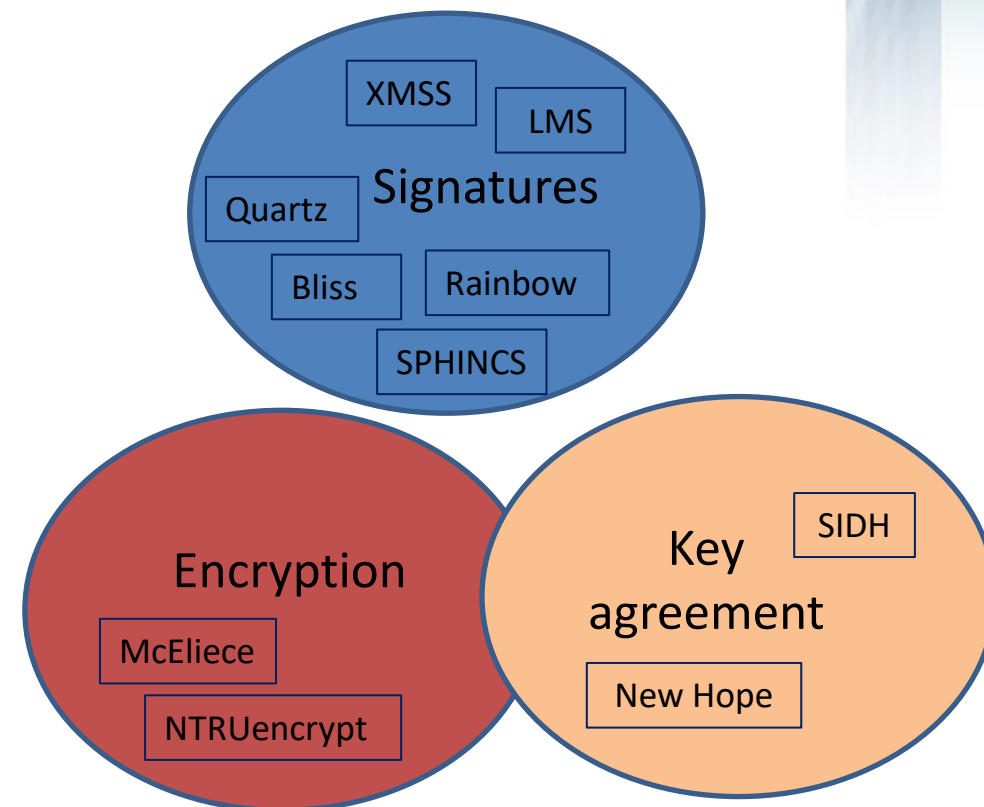 XMSS
LMS
Signatures
Quartz
Bliss
Rainbow
SPHINCS
Encryption
McEliece
NTRUencrypt
SIDH
Key
agreement
New Hope